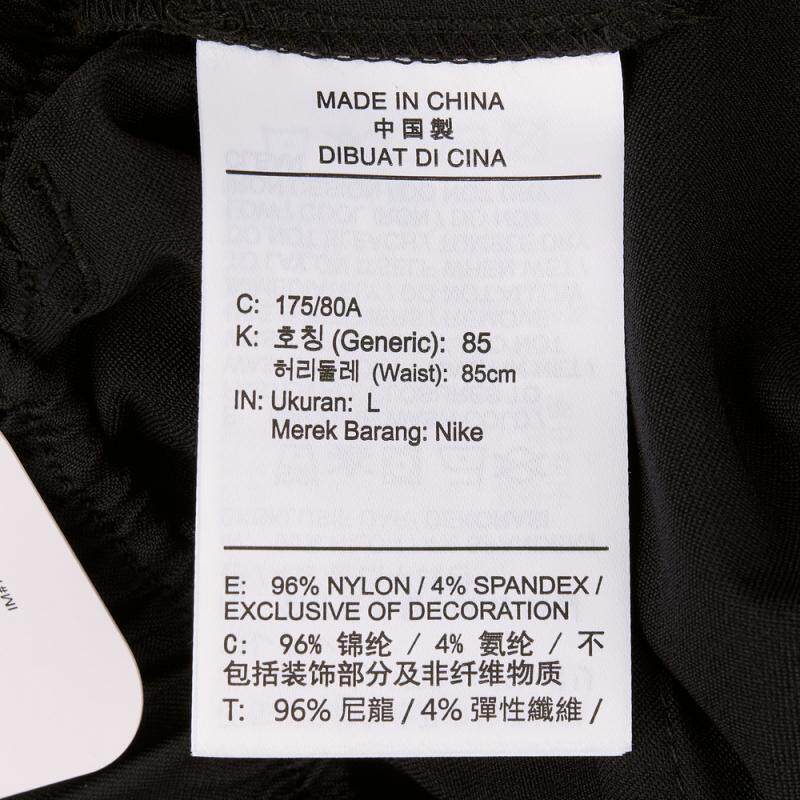 MADE IN CHINA
中国製
DIBUAT DI CINA
C: 175/80A
K: 호칭 (Generic): 85
허리둘레 (Waist): 85cm
IN: Ukuran: L
Merek Barang: Nike
E: 96% NYLON / 4% SPANDEX /
EXCLUSIVE OF DECORATION
C: 96% 锦纶 / 4% 氨纶 / 不
包括装饰部分及非纤维物质
T: 96% 尼龍 / 4% 彈性纖維 /